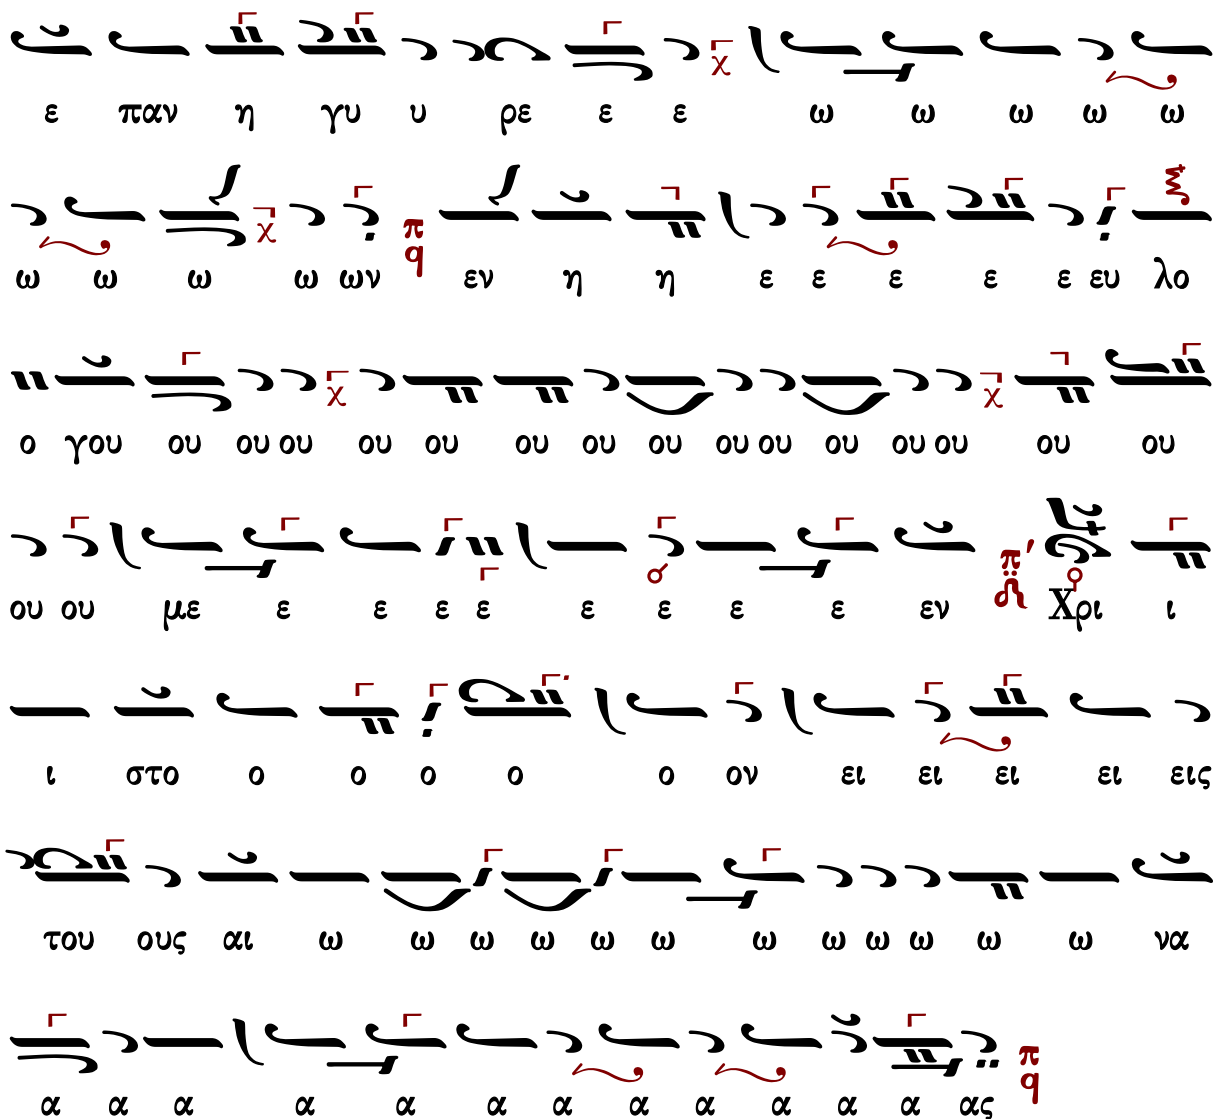 ε παν η γυ υ ρε ε ε ω ω ω ω ω
ω ω ω ω ων εν η η ε ε ε ε ε ευ λο
ο γου ου ου ου ου ου ου ου ου ου ου ου ου ου ου ου
ου ου με ε ε ε ε ε ε ε ε εν Χρι ι
ι στο ο ο ο ο ο ον ει ει ει ει εις
του ους αι ω ω ω ω ω ω ω ω ω ω ω ω να
α α α α α α α α α α α α ας